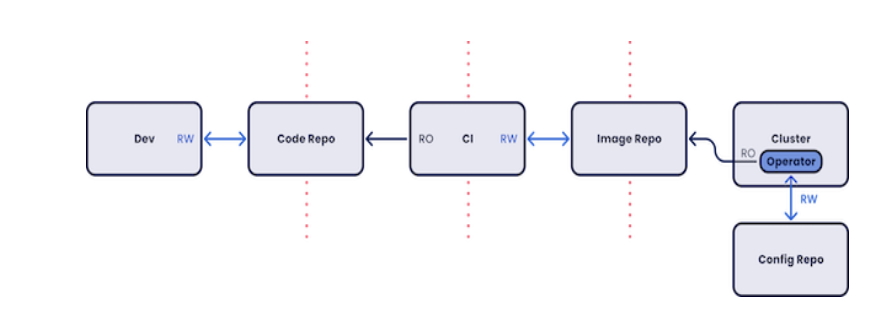 Dev
RW
Code Repo
RO
CI
RW
Image Repo
Cluster
RO
Operator
RW
Config Repo